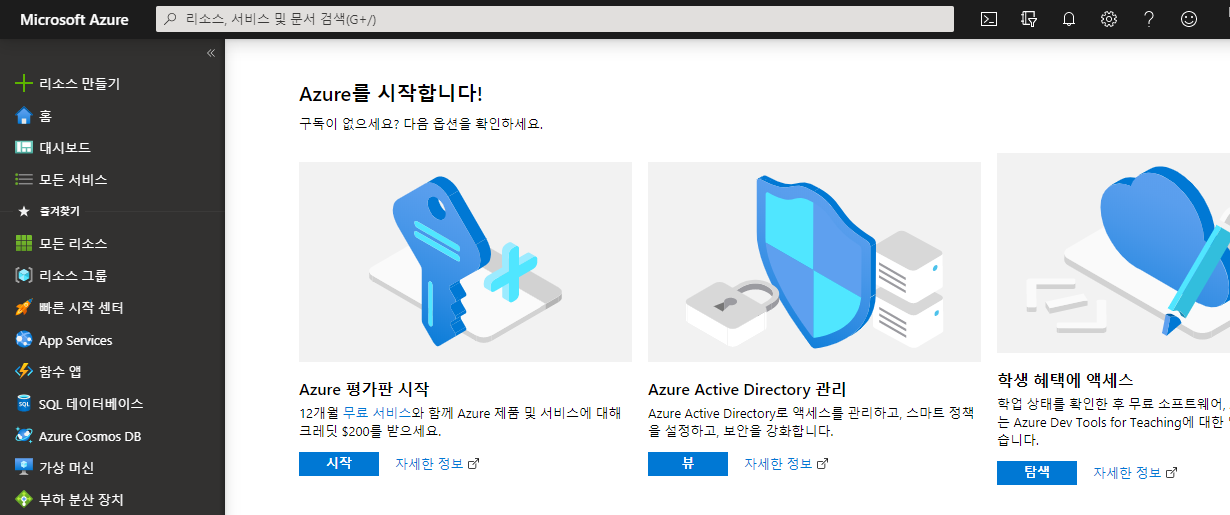 Microsoft Azure
리소스, 서비스 및 문서 검색(G+/)
리소스 만들기
홈
대시보드
모든 서비스
즐겨찾기
모든 리소스
리소스 그룹
빠른 시작 센터
App Services
함수 앱
SQL 데이터베이스
Azure Cosmos DB
가상 머신
부하 분산 장치
Azure를 시작합니다!
구독이 없으세요? 다음 옵션을 확인하세요.
Azure 평가판 시작
12개월 무료 서비스와 함께 Azure 제품 및 서비스에 대해
크레딧 $200를 받으세요.
시작 자세한 정보
Azure Active Directory 관리
Azure Active Directory로 액세스를 관리하고, 스마트 정책
을 설정하고, 보안을 강화합니다.
뷰 자세한 정보
학생 혜택에 액세스
학업 상태를 확인한 후 무료 소프트웨어,
는 Azure Dev Tools for Teaching에 대한
습니다.
탐색 자세한 정보